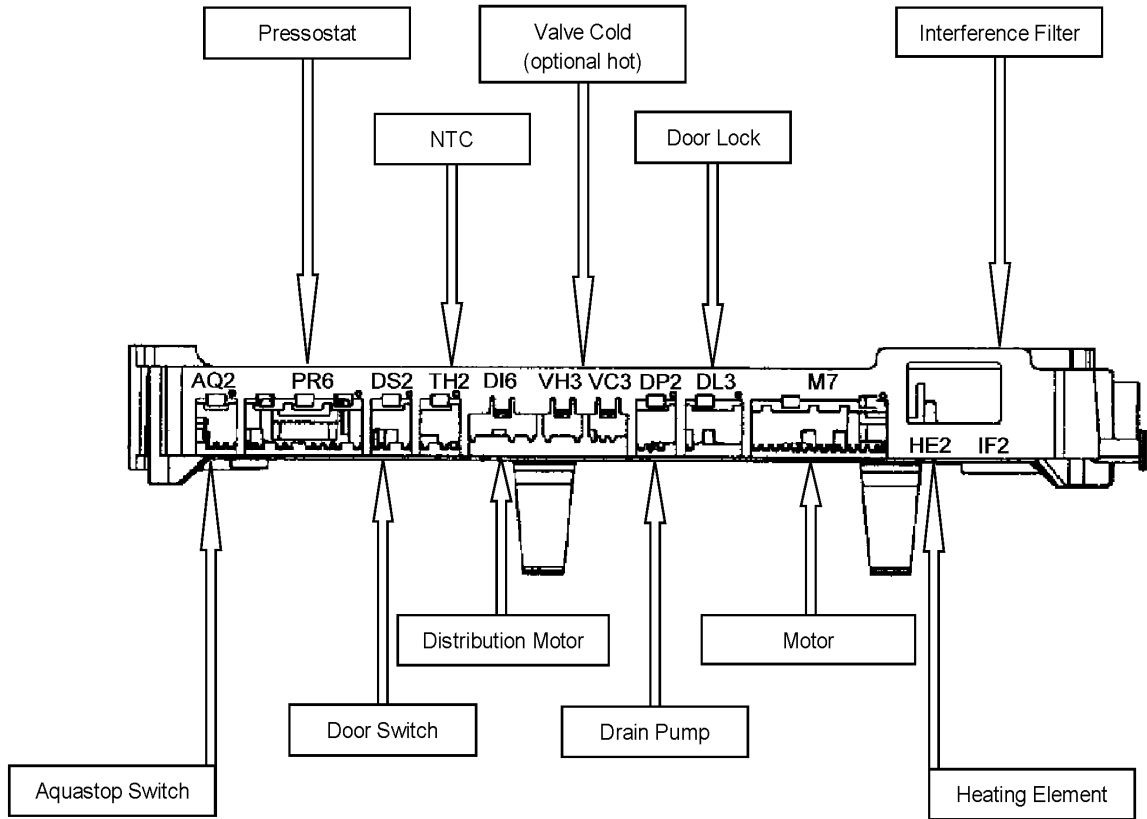 Pressostat
Valve Cold
(optional hot)
Interference Filter
NTC
Door Lock
AQ2 PR6 DS2 TH2 DI6 VH3 VC3 DP2 DL3 M7
HE2 IF2
Distribution Motor
Motor
Door Switch
Drain Pump
Aquastop Switch
Heating Element